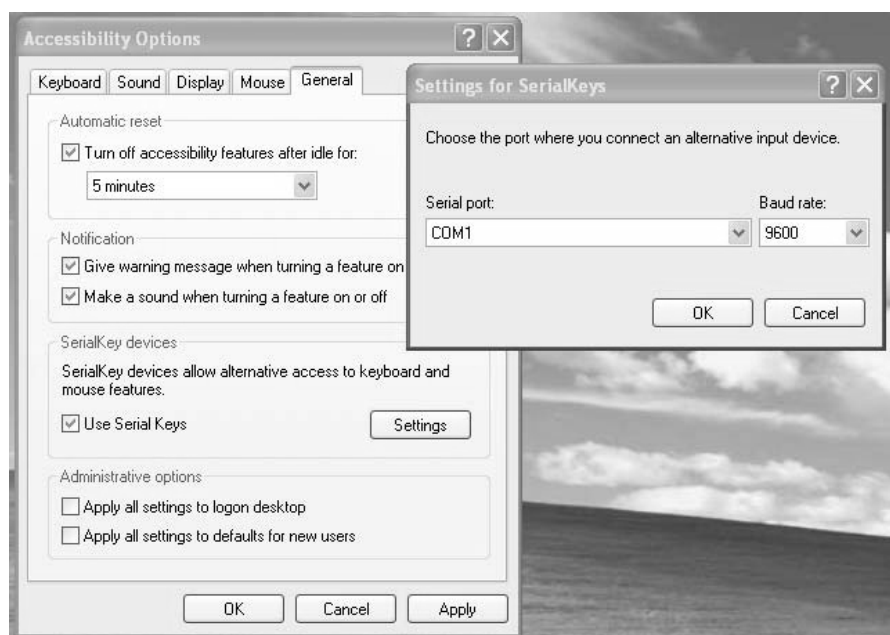 Accessibility Options
Keyboard Sound Display Mouse General
Automatic reset
Turn off accessibility features after idle for:
5 minutes
Notification
Give warning message when turning a feature on
Make a sound when turning a feature on or off
SerialKey devices
SerialKey devices allow alternative access to keyboard and
mouse features.
Use Serial Keys
Settings
Administrative options
Apply all settings to logon desktop
Apply all settings to defaults for new users
OK Cancel Apply
Settings for SerialKeys
Choose the port where you connect an alternative input device.
Serial port: Baud rate:
COM1 9600
OK Cancel